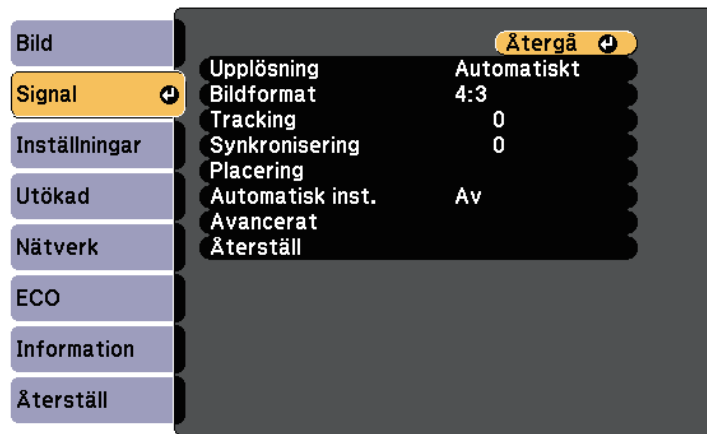 Bild
Signal
Inställningar
Utökad
Nätverk
ECO
Information
Återställ
Återgå
Upplösning Automatiskt
Bildformat 4:3
Tracking 0
Synkronisering 0
Placering
Automatisk inst. Av
Avancerat
Återställ